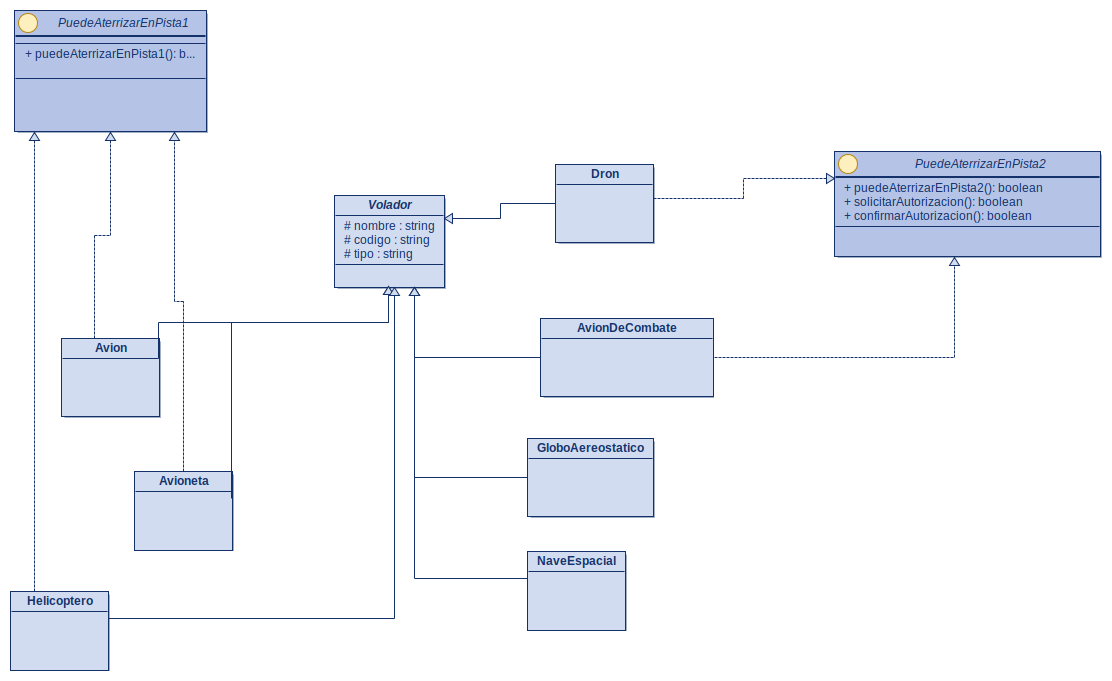 PuedeAterrizarEnPista1
+ puedeAterrizarEnPista1(): b...
Volador
# nombre : string
# codigo : string
# tipo : string
Dron
PuedeAterrizarEnPista2
+ puedeAterrizarEnPista2(): boolean
+ solicitarAutorizacion(): boolean
+ confirmarAutorizacion(): boolean
Avion
AvionDeCombate
GloboAereostatico
Avioneta
NaveEspacial
Helicoptero